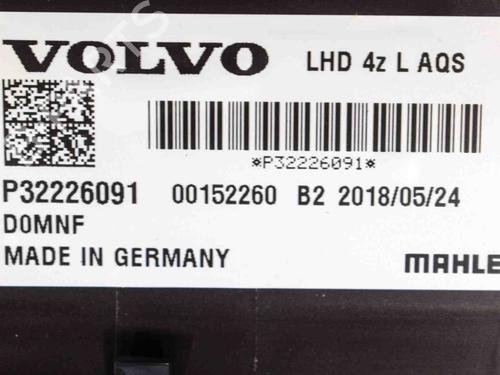 VOLVO
LHD 4z L AQS
*P32226091*
P32226091 00152260 B2 2018/05/24
D0MNF
MADE IN GERMANY
MAHLE